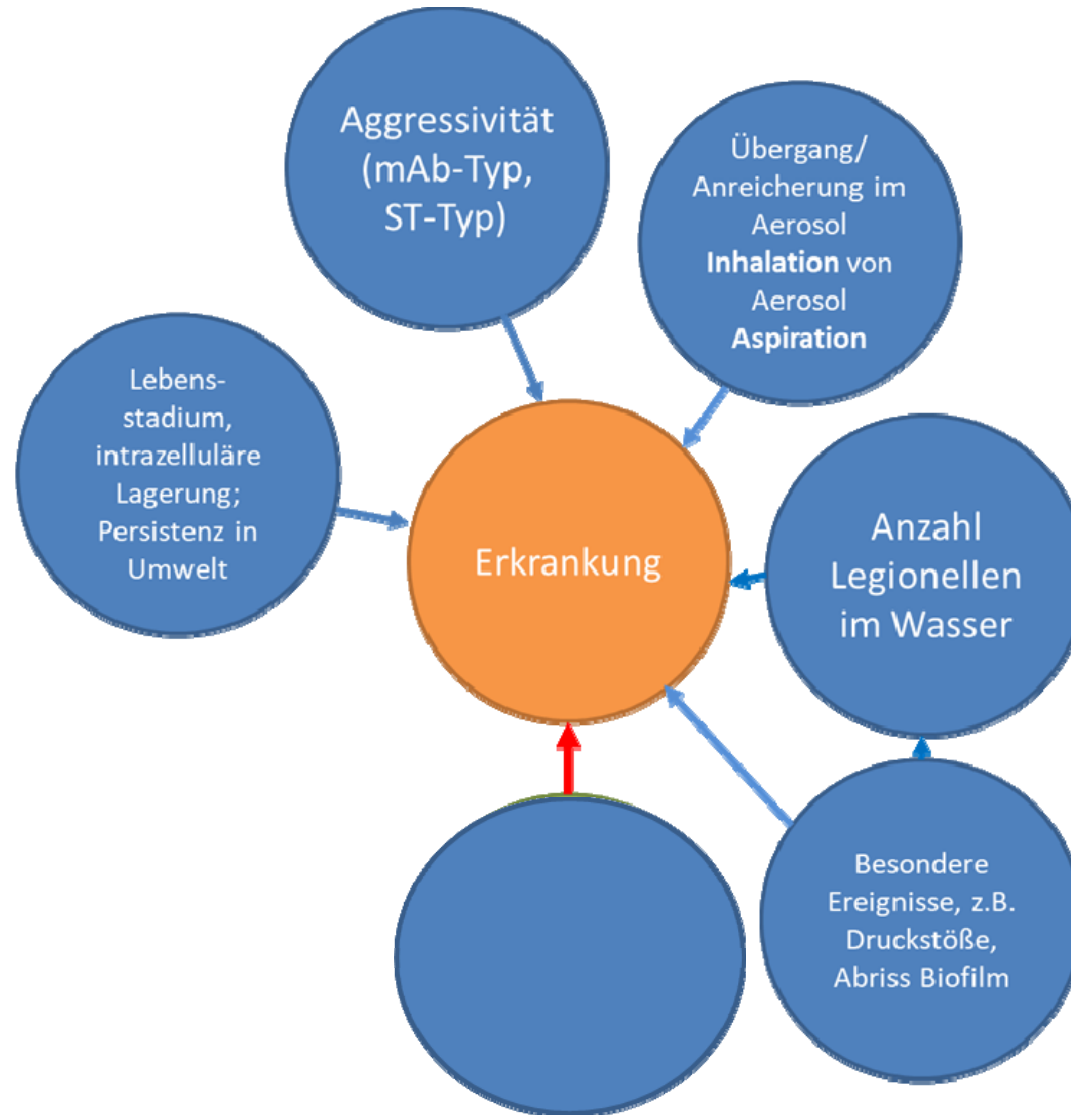 Aggressivität
(mAb-Typ,
ST-Typ)
Übergang/
Anreicherung im
Aerosol
Inhalation von
Aerosol
Aspiration
Lebens-
stadium,
intrazelluläre
Lagerung;
Persistenz in
Umwelt
Erkrankung
Anzahl
Legionellen
im Wasser
Besondere
Ereignisse, z.B.
Druckstöße,
Abriss Biofilm